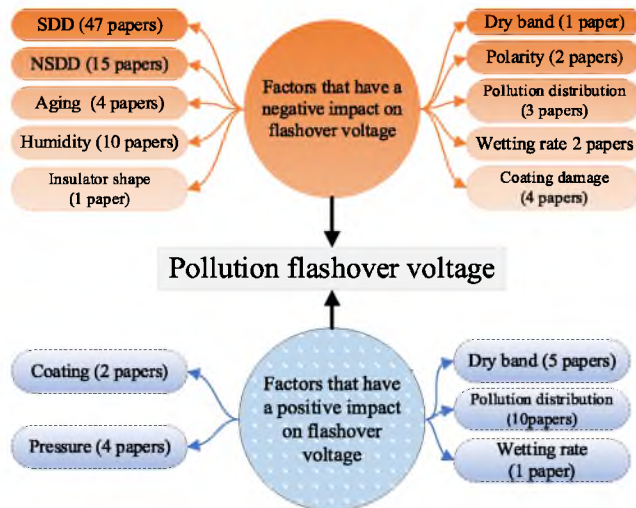 SDD (47 papers)
NSDD (15 papers)
Aging (4 papers)
Humidity (10 papers)
Insulator shape
(1 paper)
Factors that have a
negative impact on
flashover voltage
Dry band (1 paper)
Polarity (2 papers)
Pollution distribution
(3 papers)
Wetting rate 2 papers
Coating damage
(4 papers)
Pollution flashover voltage
Coating (2 papers)
Pressure (4 papers)
Factors that have
a positive impact
on flashover
voltage
Dry band (5 papers)
Pollution distribution
(10papers)
Wetting rate
(1 paper)